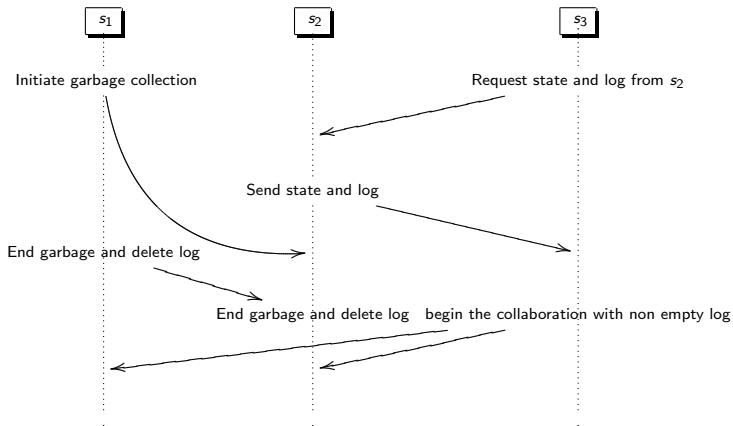 s1 s2 s3
Initiate garbage collection Request state and log from s2
Send state and log
End garbage and delete log
End garbage and delete log begin the collaboration with non empty log